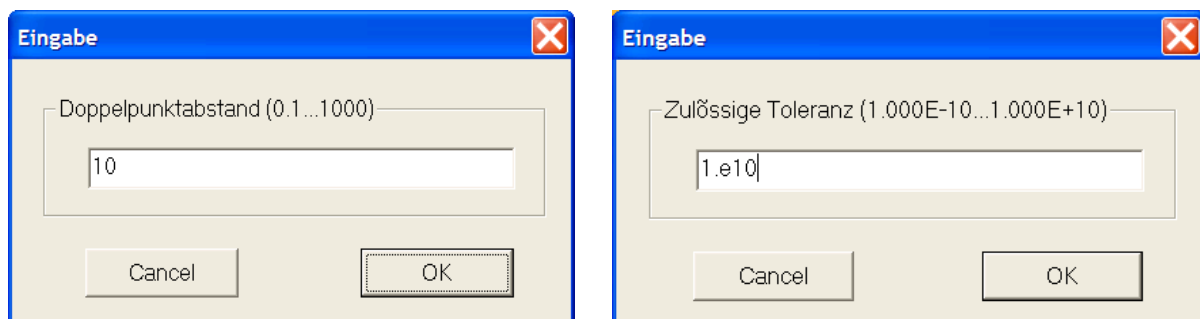 Eingabe
Doppelpunktabstand (0.1...1000)
10
Cancel
OK
Eingabe
Zulõssige Toleranz (1.000E-10...1.000E+10)
1.e10
Cancel
OK